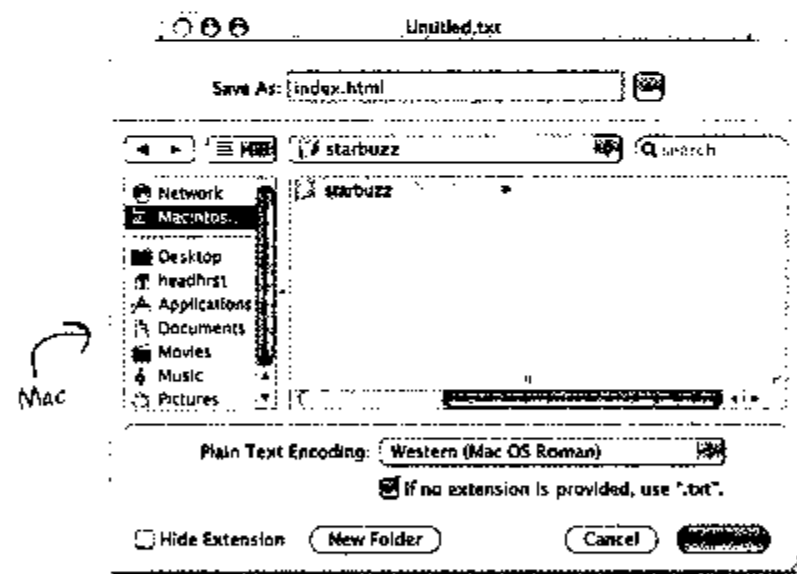 Untitled.txt
Save As: index.html
starbuzz
search
Network
starbuzz
Macintos...
Desktop
headfirst
Applications
Documents
Movies
Mac
Music
Pictures
Plain Text Encoding: Western (Mac OS Roman)
If no extension is provided, use ".txt".
Hide Extension New Folder Cancel